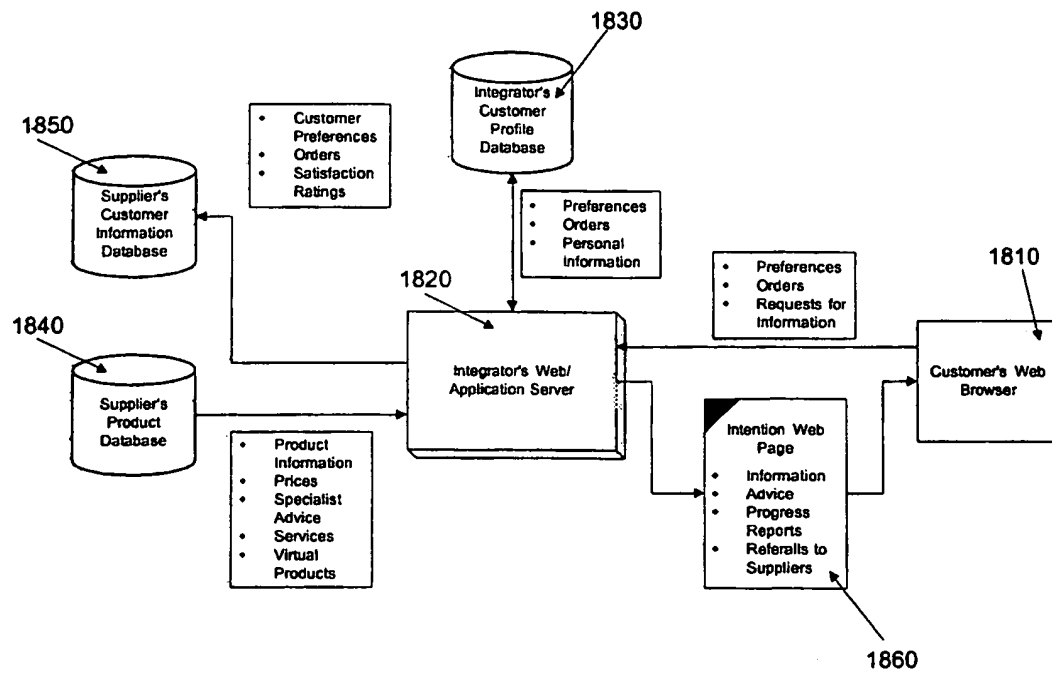 1830
Integrator's
Customer
Profile
Database
1850
• Customer
Preferences
• Orders
• Satisfaction
Ratings
Supplier's
Customer
Information
Database
• Preferences
• Orders
• Personal
Information
1810
• Preferences
• Orders
• Requests for
Information
1820
1840
Integrator's Web/
Application Server
Customer's Web
Browser
Supplier's
Product
Database
Intention Web
Page
• Information
• Advice
• Progress
Reports
• Referalls to
Suppliers
• Product
Information
• Prices
• Specialist
Advice
• Services
• Virtual
Products
1860